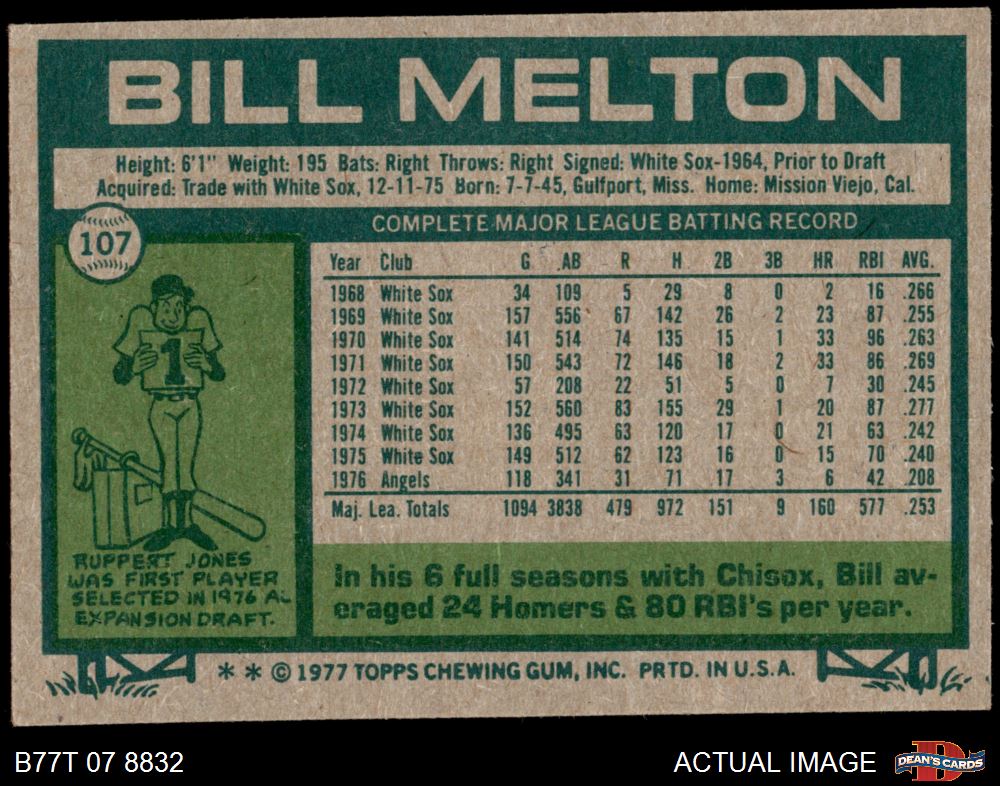 BILL MELTON
Height: 6'1" Weight: 195 Bats: Right Throws: Right Signed: White Sox-1964, Prior to Draft
Acquired: Trade with White Sox, 12-11-75 Born: 7-7-45, Gulfport, Miss. Home: Mission Viejo, Cal.
107
COMPLETE MAJOR LEAGUE BATTING RECORD
Year Club G AB R H 2B 3B HR RBI AVG.
1968 White Sox 34 109 5 29 8 0 2 16 .266
1969 White Sox 157 556 67 142 26 2 23 87 .255
1970 White Sox 141 514 74 135 15 1 33 96 .263
1971 White Sox 150 543 72 146 18 2 33 86 .269
1972 White Sox 57 208 22 51 5 0 7 30 .245
1973 White Sox 152 560 83 155 29 1 20 87 .277
1974 White Sox 136 495 63 120 17 0 21 63 .242
1975 White Sox 149 512 62 123 16 0 15 70 .240
1976 Angels 118 341 31 71 17 3 6 42 .208
Maj. Lea. Totals 1094 3838 479 972 151 9 160 577 .253
1
RUPPERT JONES
WAS FIRST PLAYER
SELECTED IN 1976 AL
EXPANSION DRAFT.
In his 6 full seasons with Chisox, Bill av-
eraged 24 Homers & 80 RBI's per year.
* * © 1977 TOPPS CHEWING GUM, INC. PRTD. IN U.S.A.
B77T 07 8832
ACTUAL IMAGE
D
DEAN'S CARDS